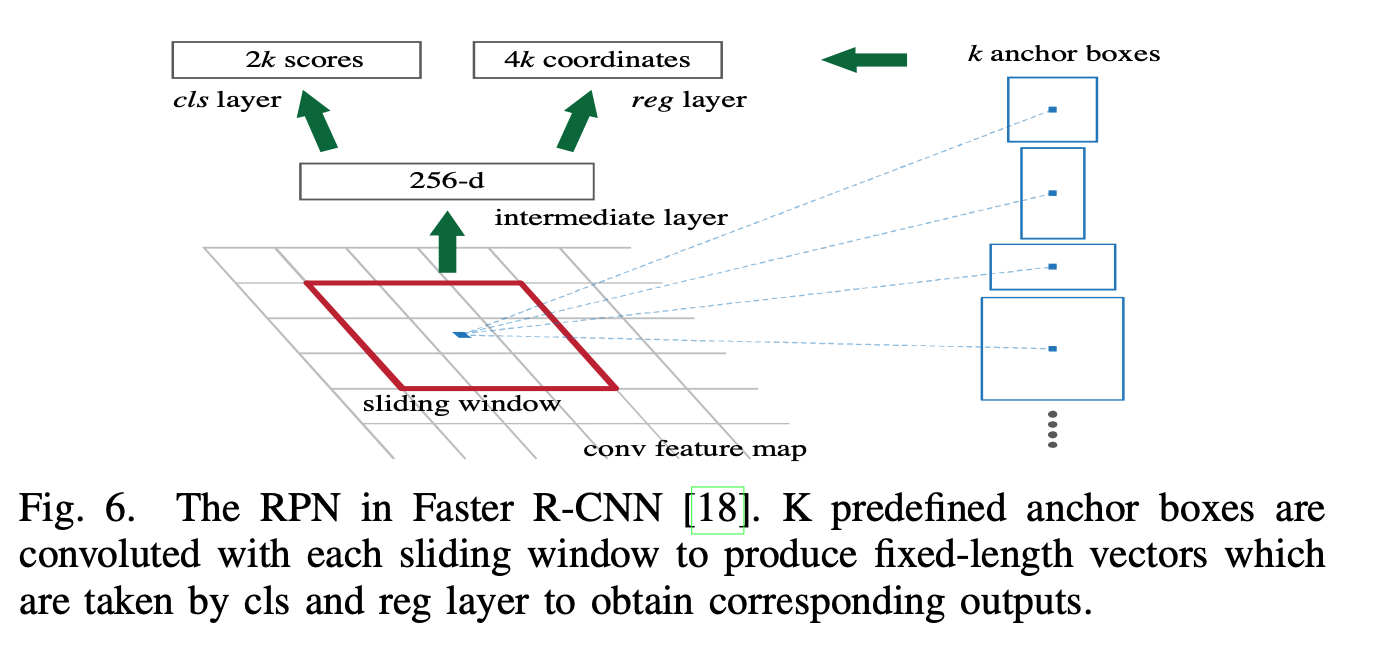 2k scores
4k coordinates
k anchor boxes
cls layer
reg layer
256-d
intermediate layer
sliding window
conv feature map
Fig. 6. The RPN in Faster R-CNN [18]. K predefined anchor boxes are
convoluted with each sliding window to produce fixed-length vectors which
are taken by cls and reg layer to obtain corresponding outputs.